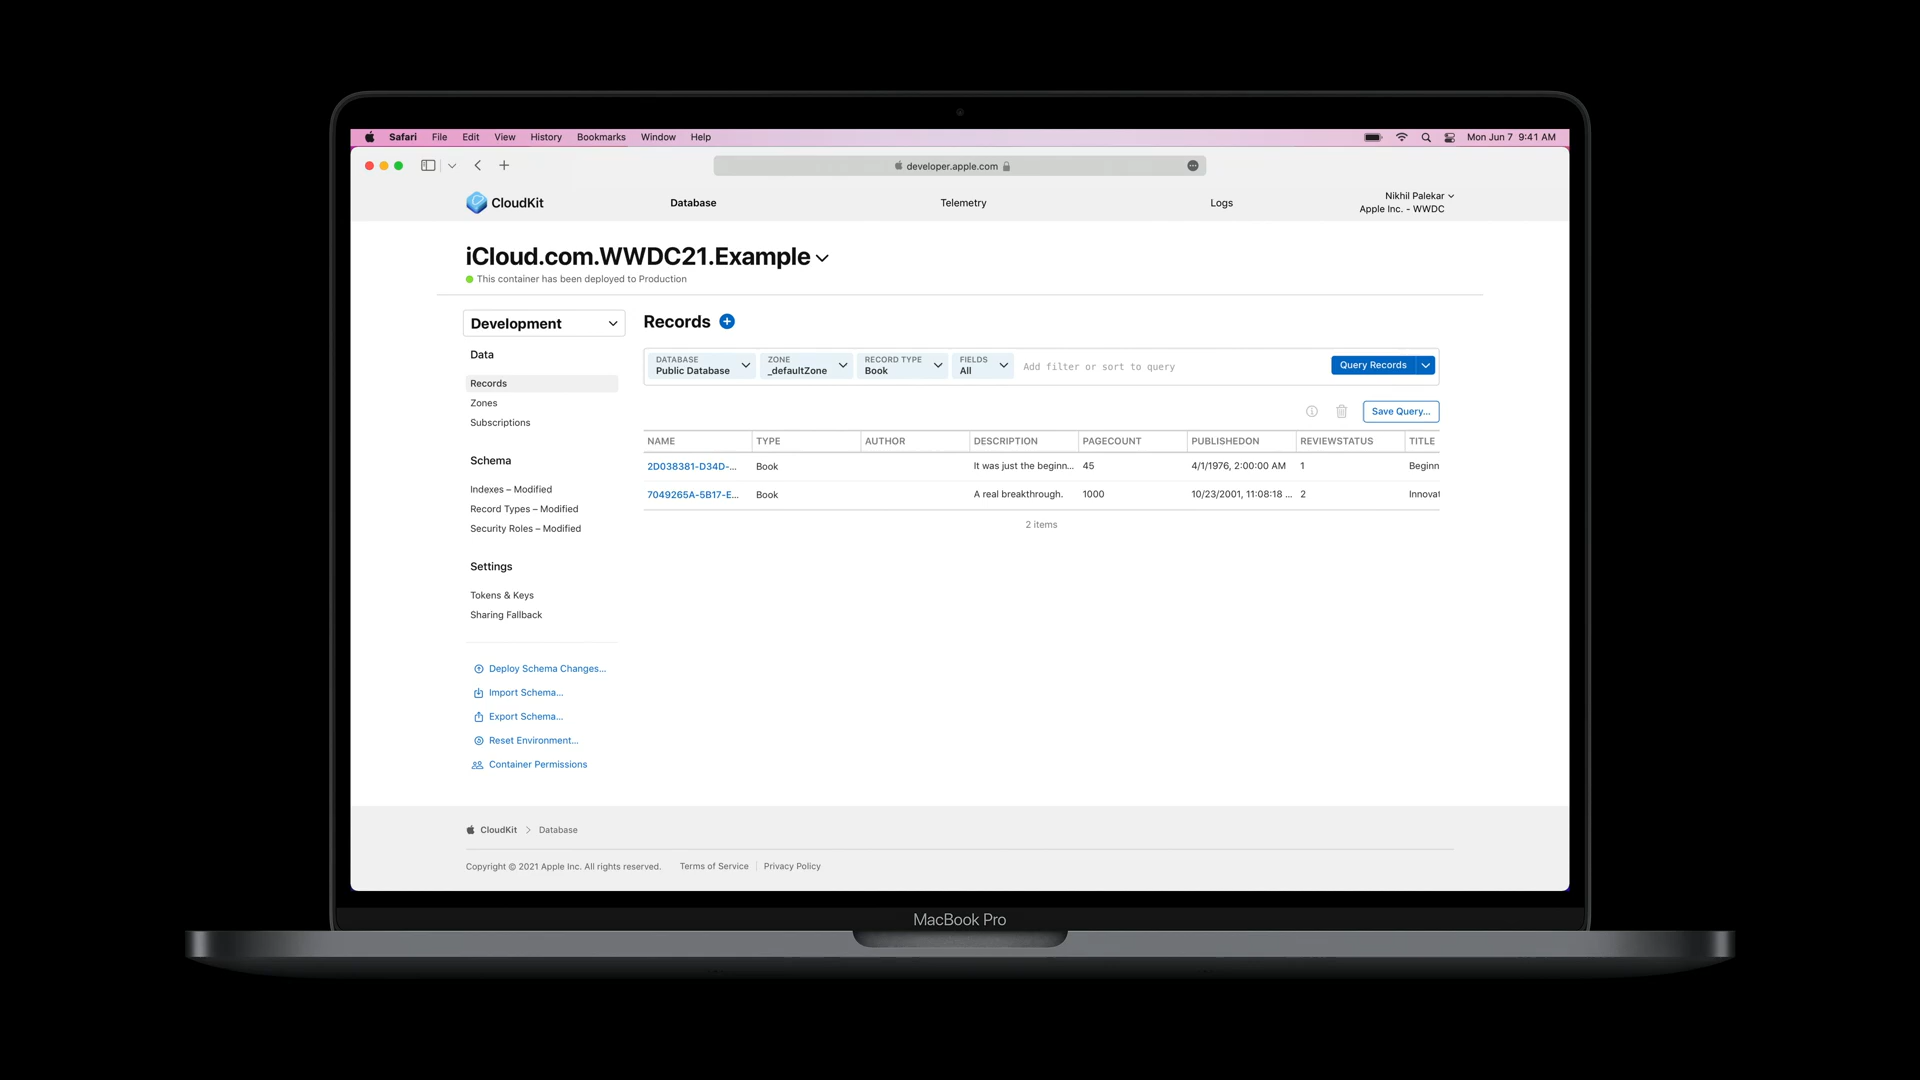 Safari File Edit View History Bookmarks Window Help Mon Jun 7 9:41 AM
developer.apple.com
CloudKit Database Telemetry Logs Nikhil Palekar
Apple Inc. - WWDC
iCloud.com.WWDC21.Example
This container has been deployed to Production
Development
Data
Records
Zones
Subscriptions
Schema
Indexes – Modified
Record Types – Modified
Security Roles – Modified
Settings
Tokens & Keys
Sharing Fallback
Deploy Schema Changes...
Import Schema...
Export Schema...
Reset Environment...
Container Permissions
Records
DATABASE ZONE RECORD TYPE FIELDS
Public Database _defaultZone Book All Add filter or sort to query Query Records
Save Query...
NAME TYPE AUTHOR DESCRIPTION PAGECOUNT PUBLISHEDON REVIEWSTATUS TITLE
2D038381-D34D-... Book It was just the beginn... 45 4/1/1976, 2:00:00 AM 1 Beginn
7049265A-5B17-E... Book A real breakthrough. 1000 10/23/2001, 11:08:18 ... 2 Innovat
2 items
CloudKit Database
Copyright © 2021 Apple Inc. All rights reserved. Terms of Service Privacy Policy
MacBook Pro